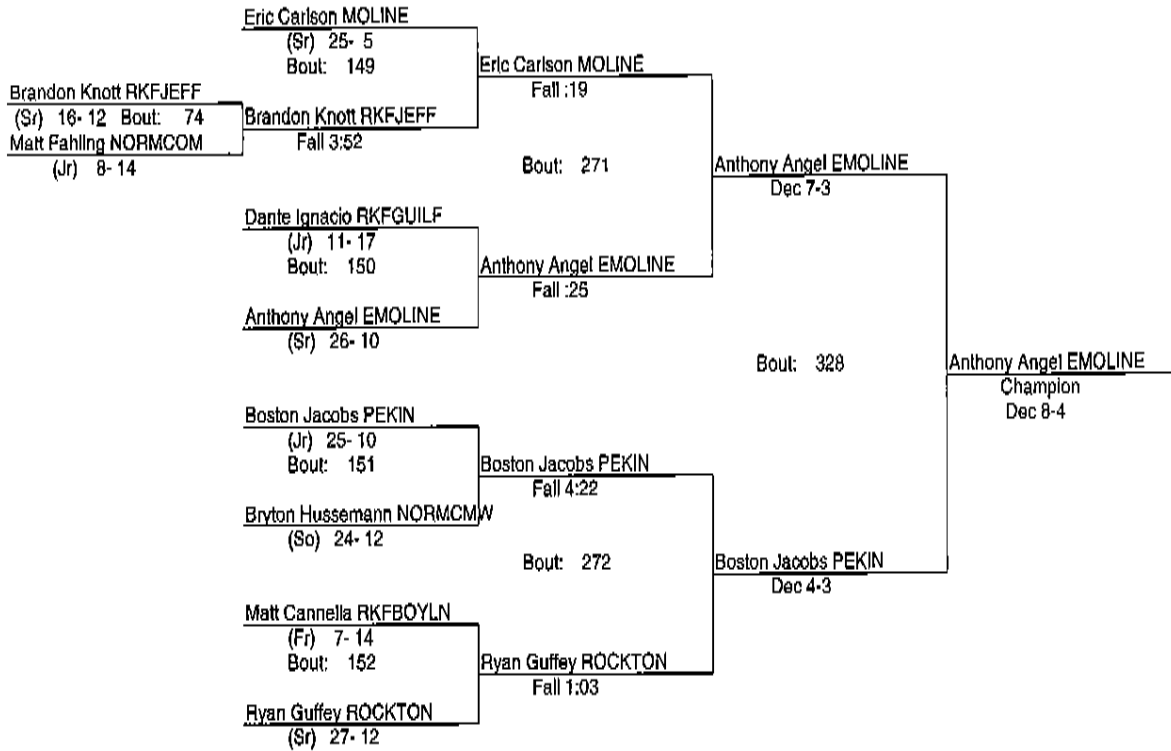 Eric Carlson MOLINE
(Sr) 25- 5
Bout: 149
Brandon Knott RKFJEFF
(Sr) 16- 12 Bout: 74
Matt Fahling NORMCOM
(Jr) 8- 14
Brandon Knott RKFJEFF
Fall 3:52
Eric Carlson MOLINE
Fall :19
Bout: 271
Dante Ignacio RKFGUILF
(Jr) 11- 17
Bout: 150
Anthony Angel EMOLINE
(Sr) 26- 10
Anthony Angel EMOLINE
Fall :25
Anthony Angel EMOLINE
Dec 7-3
Bout: 328
Anthony Angel EMOLINE
Champion
Dec 8-4
Boston Jacobs PEKIN
(Jr) 25- 10
Bout: 151
Bryton Hussemann NORMCMW
(So) 24- 12
Boston Jacobs PEKIN
Fall 4:22
Bout: 272
Boston Jacobs PEKIN
Dec 4-3
Matt Cannella RKFBOYLN
(Fr) 7- 14
Bout: 152
Ryan Guffey ROCKTON
(Sr) 27- 12
Ryan Guffey ROCKTON
Fall 1:03